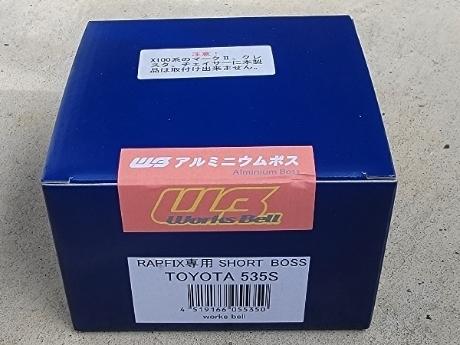 注意！
X100系のマークⅡ、クレ
スタ、チェイサーに本製
品は取付け出来ません。
WB アルミニウムボス
Alminium Boss
WB
Works Bell
RAPFIX専用 SHORT BOSS
TOYOTA 535S
4 519166 055350
works bell